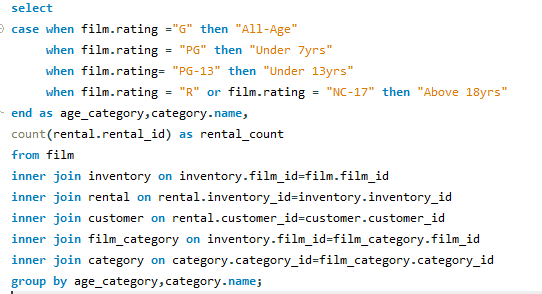 select
case when film.rating ="G" then "All-Age"
when film.rating = "PG" then "Under 7yrs"
when film.rating= "PG-13" then "Under 13yrs"
when film.rating = "R" or film.rating = "NC-17" then "Above 18yrs"
end as age_category,category.name,
count(rental.rental_id) as rental_count
from film
inner join inventory on inventory.film_id=film.film_id
inner join rental on rental.inventory_id=inventory.inventory_id
inner join customer on rental.customer_id=customer.customer_id
inner join film_category on inventory.film_id=film_category.film_id
inner join category on category.category_id=film_category.category_id
group by age_category,category.name;